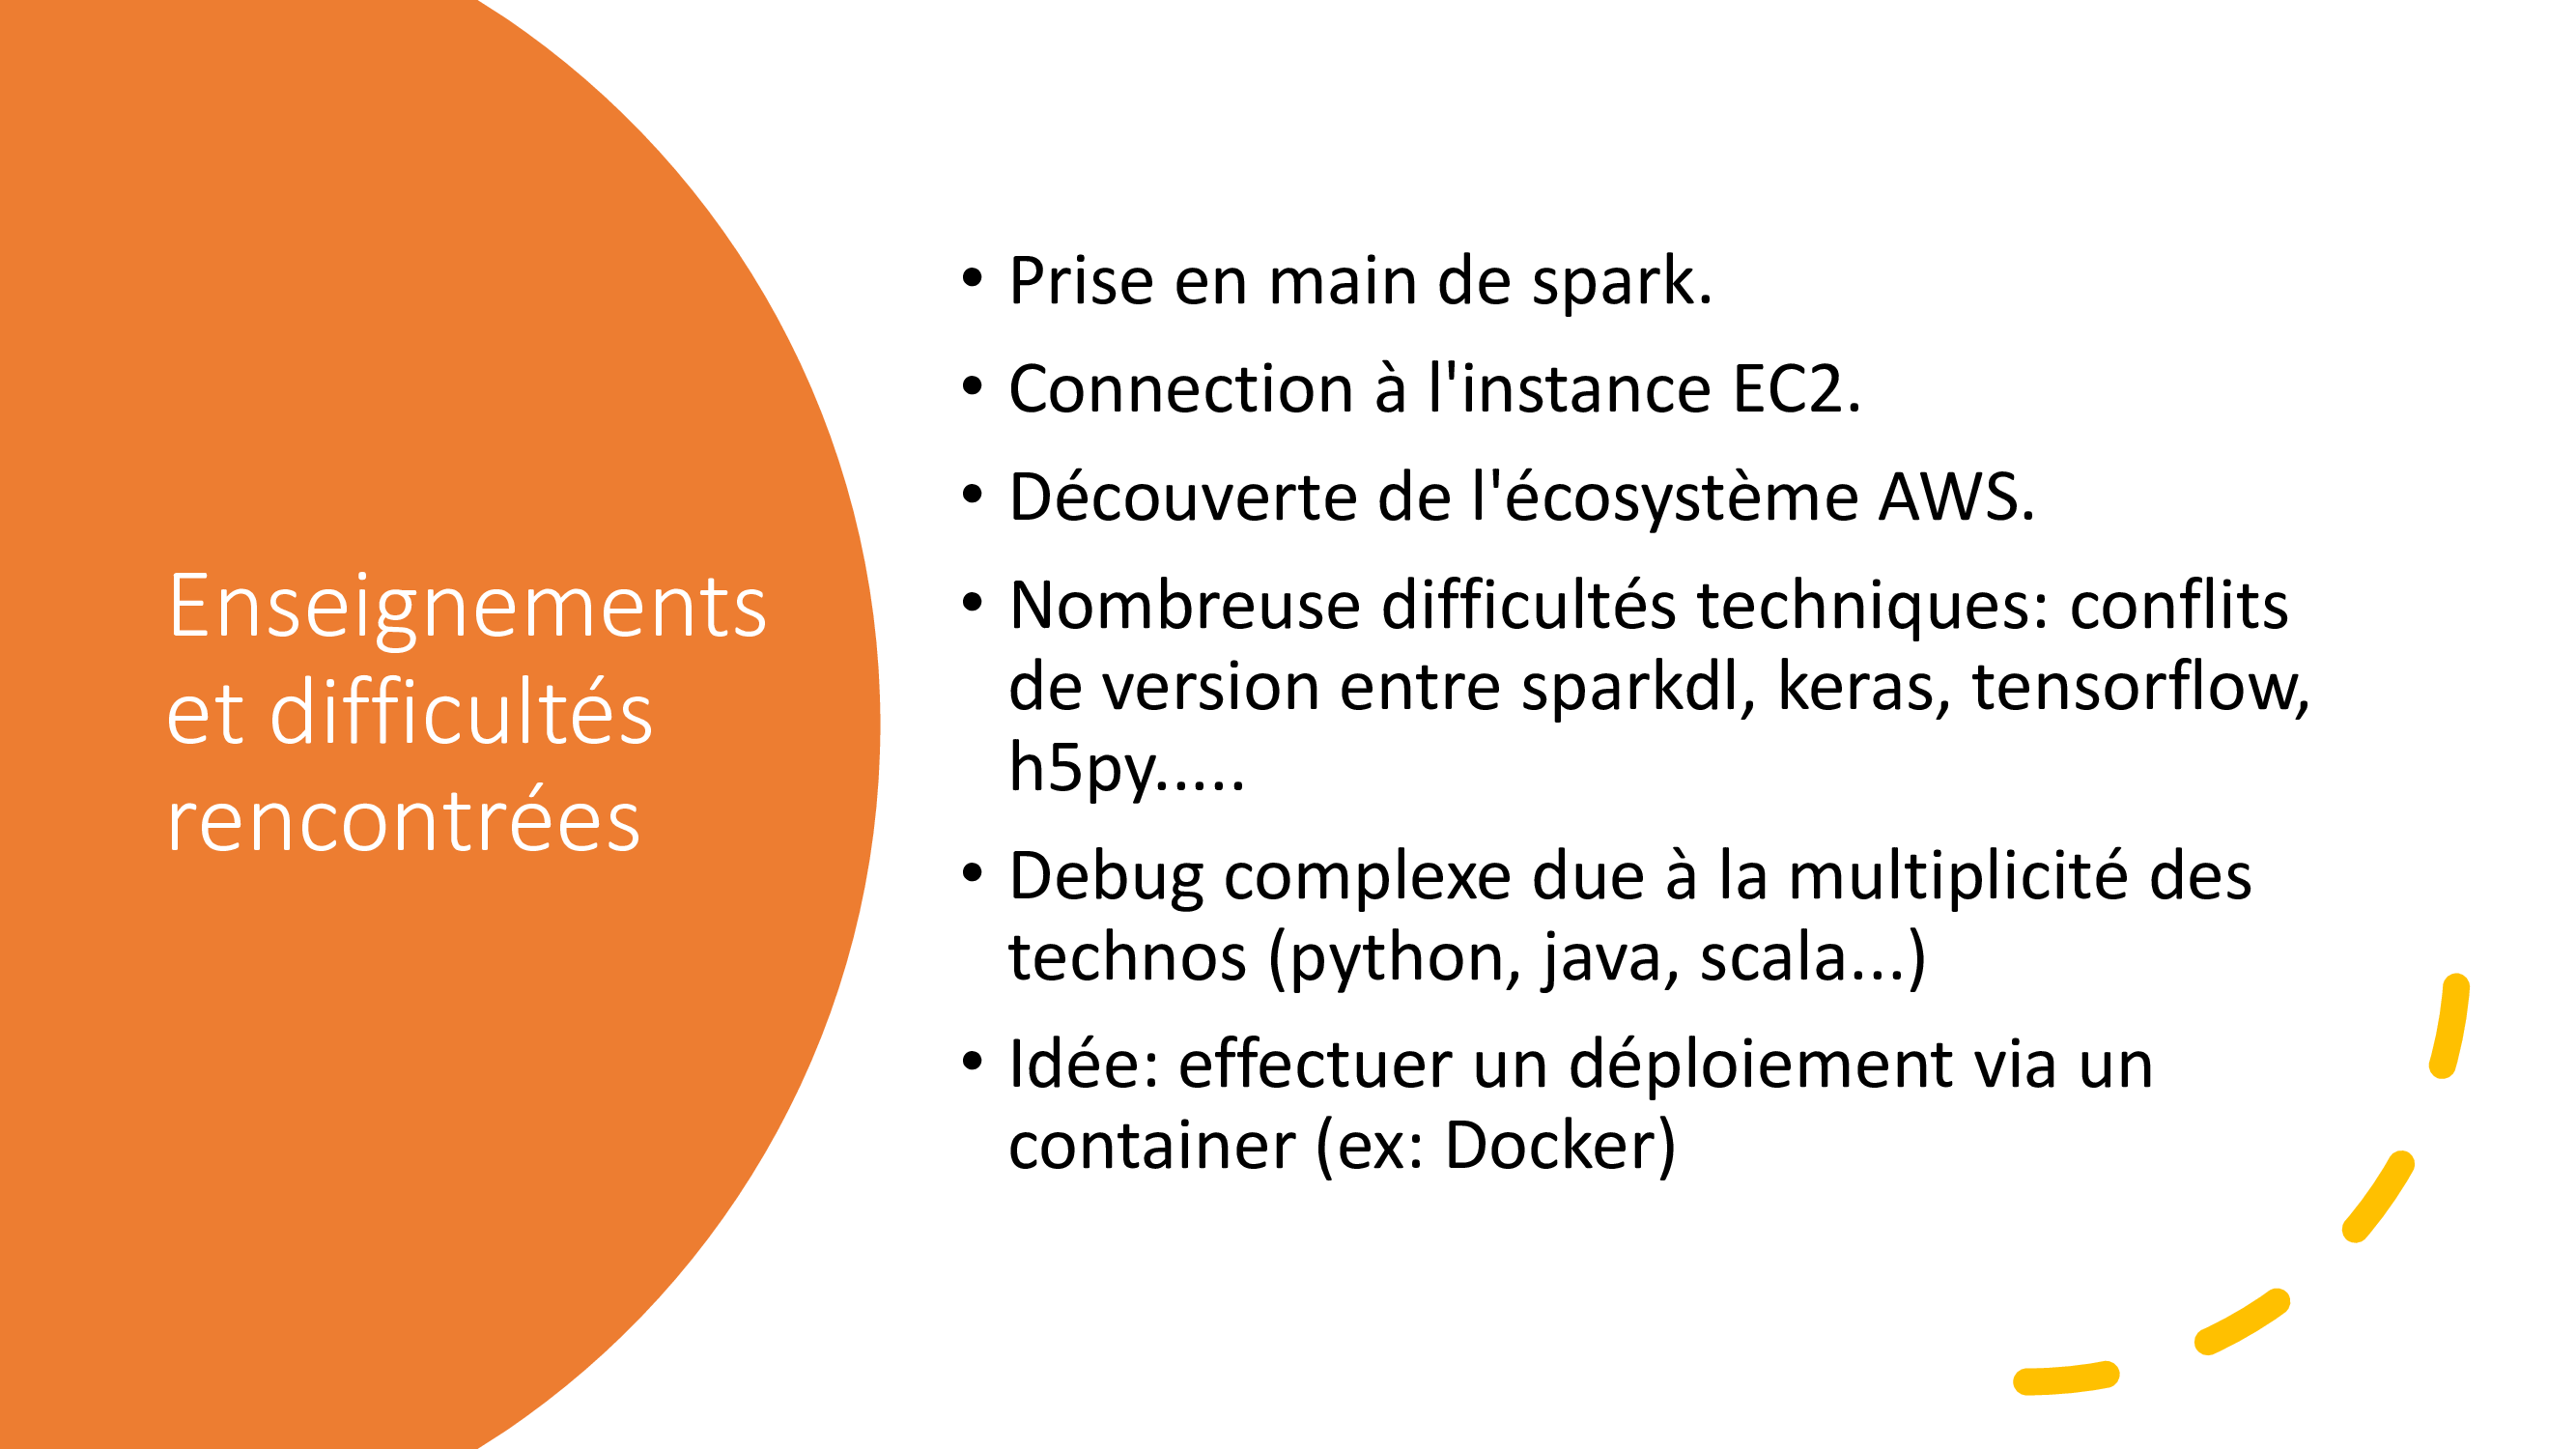 Enseignements
et difficultés
rencontrées
• Prise en main de spark.
• Connection à l'instance EC2.
• Découverte de l'écosystème AWS.
• Nombreuse difficultés techniques: conflits
de version entre sparkdl, keras, tensorflow,
h5py.....
• Debug complexe due à la multiplicité des
technos (python, java, scala...)
• Idée: effectuer un déploiement via un
container (ex: Docker)